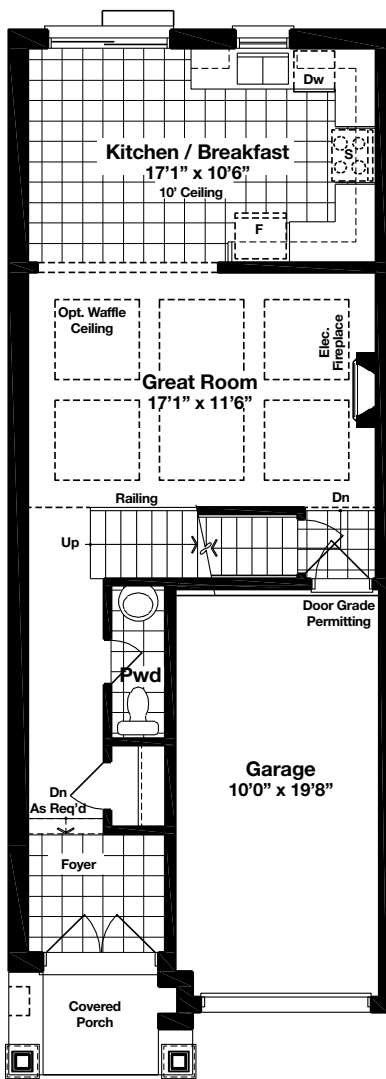 Dw
Kitchen / Breakfast
17’1” x 10’6”
10’ Ceiling
S
F
Opt. Waffle
Ceiling
Elec.
Fireplace
Great Room
17’1” x 11’6”
Railing
Dn
Up
Door Grade
Permitting
Pwd
Garage
10’0” x 19’8”
Dn
As Req’d
Foyer
Covered
Porch